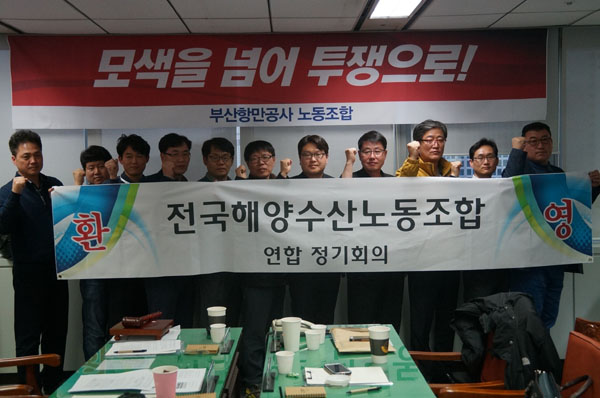 모색을 넘어 투쟁으로!
부산항만공사 노동조합
환 전국해양수산노동조합 영
연합 정기회의